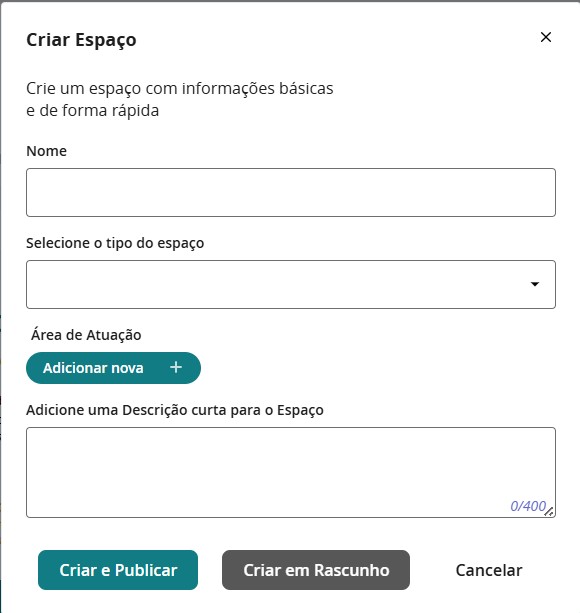 Criar Espaço
Crie um espaço com informações básicas
e de forma rápida
Nome
Selecione o tipo do espaço
Área de Atuação
Adicionar nova +
Adicione uma Descrição curta para o Espaço
0/400
Criar e Publicar Criar em Rascunho Cancelar